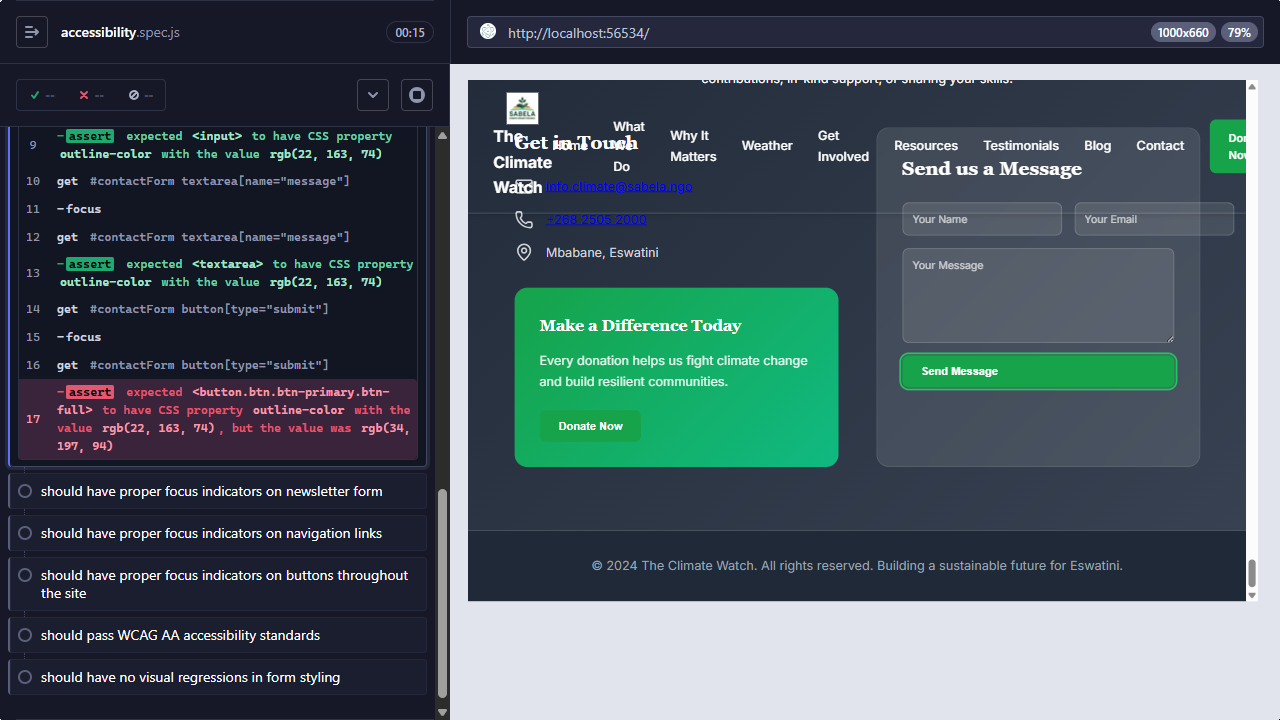 accessibility.spec.js
00:15
--
--
--
9
-assert expected <input> to have CSS property
outline-color with the value rgb(22, 163, 74)
10 get #contactForm textarea[name="message"]
11 -focus
12 get #contactForm textarea[name="message"]
13
-assert expected <textarea> to have CSS property
outline-color with the value rgb(22, 163, 74)
14 get #contactForm button[type="submit"]
15 -focus
16 get #contactForm button[type="submit"]
17
-assert expected <button.btn.btn-primary.btn-
full> to have CSS property outline-color with the
value rgb(22, 163, 74), but the value was rgb(34,
197, 94)
should have proper focus indicators on newsletter form
should have proper focus indicators on navigation links
should have proper focus indicators on buttons throughout
the site
should pass WCAG AA accessibility standards
should have no visual regressions in form styling
http://localhost:56534/
1000x660
79%
contributions, in-kind support, or sharing your skills.
SABELA
The
Climate
Watch
Home
What
We
Do
Why It
Matters
Weather
Get
Involved
Resources
Testimonials
Blog
Contact
Don
Now
Get in Touch
info.climate@sabela.ngo
+268 2505 2000
Mbabane, Eswatini
Make a Difference Today
Every donation helps us fight climate change
and build resilient communities.
Donate Now
Send us a Message
Your Name
Your Email
Your Message
Send Message
© 2024 The Climate Watch. All rights reserved. Building a sustainable future for Eswatini.